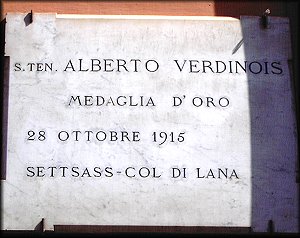 S. TEN. ALBERTO VERDINOIS
MEDAGLIA D'ORO
28 OTTOBRE 1915
SETTSASS-COL DI LANA